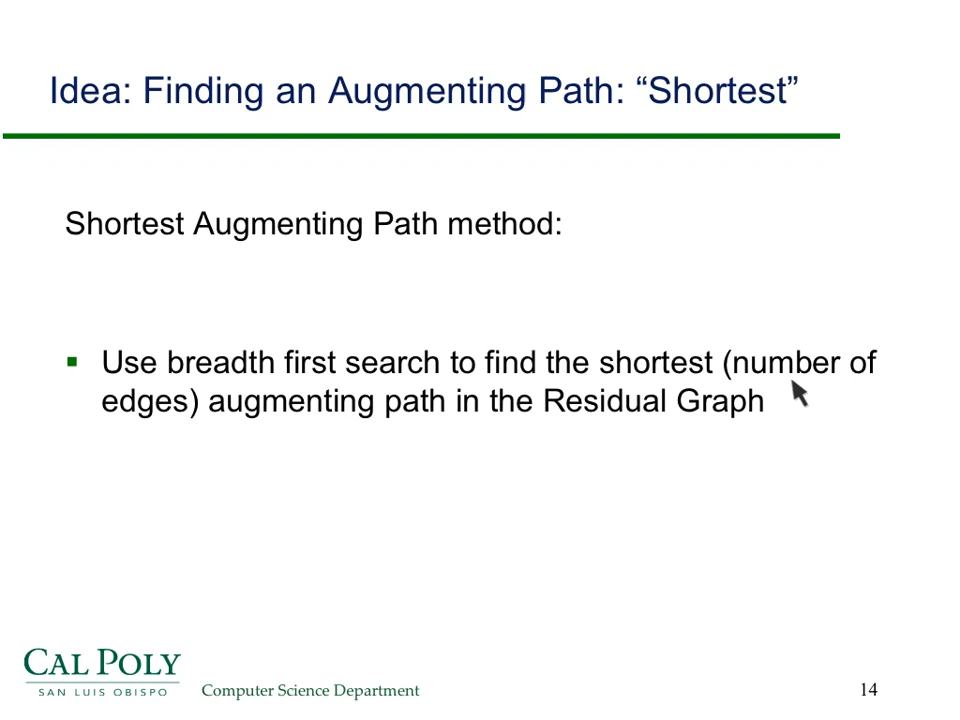 Idea: Finding an Augmenting Path: “Shortest”
Shortest Augmenting Path method:
▪ Use breadth first search to find the shortest (number of
edges) augmenting path in the Residual Graph
CAL POLY
SAN LUIS OBISPO
Computer Science Department
14